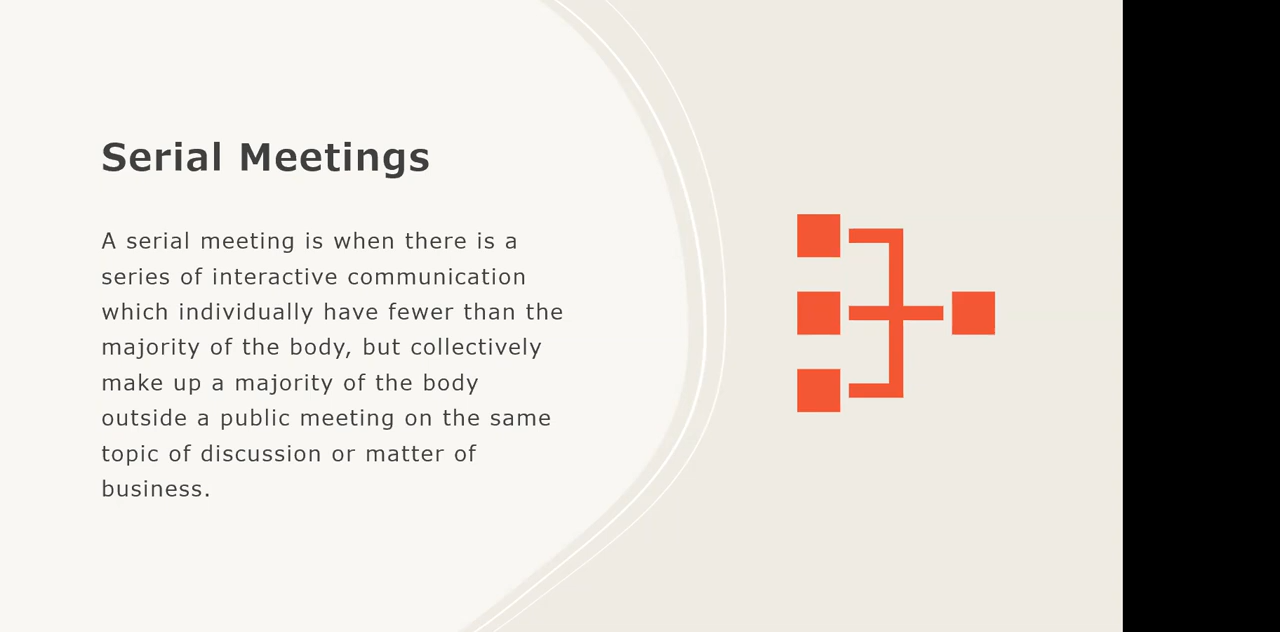 Serial Meetings
A serial meeting is when there is a
series of interactive communication
which individually have fewer than the
majority of the body, but collectively
make up a majority of the body
outside a public meeting on the same
topic of discussion or matter of
business.